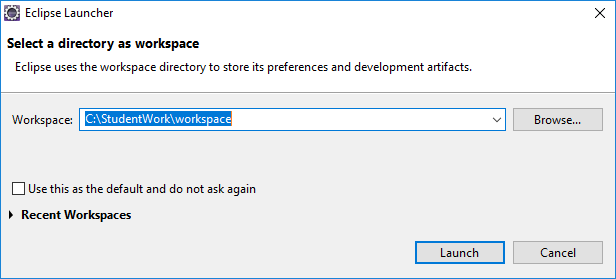 Eclipse Launcher
Select a directory as workspace
Eclipse uses the workspace directory to store its preferences and development artifacts.
Workspace: C:\StudentWork\workspace Browse...
Use this as the default and do not ask again
Recent Workspaces
Launch Cancel